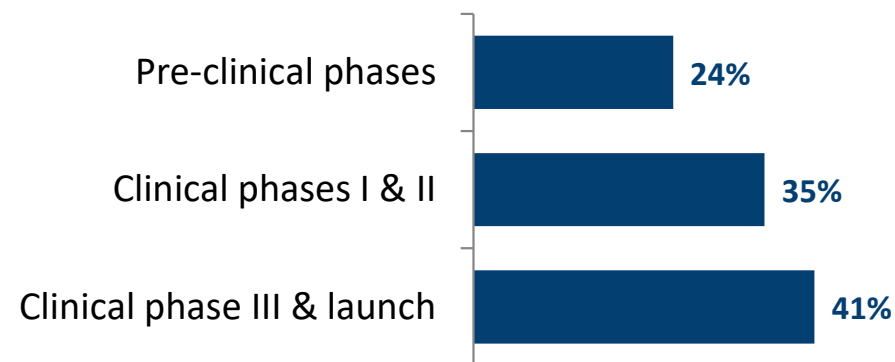 Pre-clinical phases 24%
Clinical phases I & II 35%
Clinical phase III & launch 41%